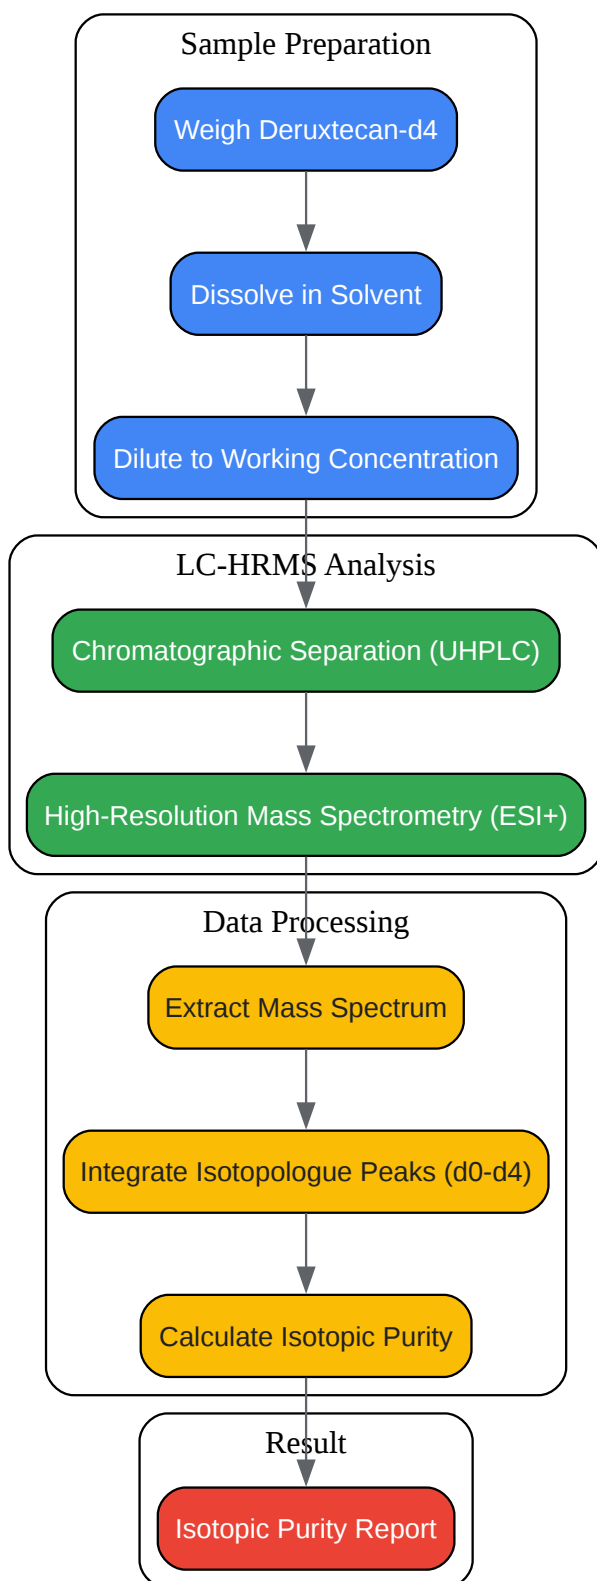 Sample Preparation
Weigh Deruxtecan-d4
Dissolve in Solvent
Dilute to Working Concentration
LC-HRMS Analysis
Chromatographic Separation (UHPLC)
High-Resolution Mass Spectrometry (ESI+)
Data Processing
Extract Mass Spectrum
Integrate Isotopologue Peaks (d0-d4)
Calculate Isotopic Purity
Result
Isotopic Purity Report